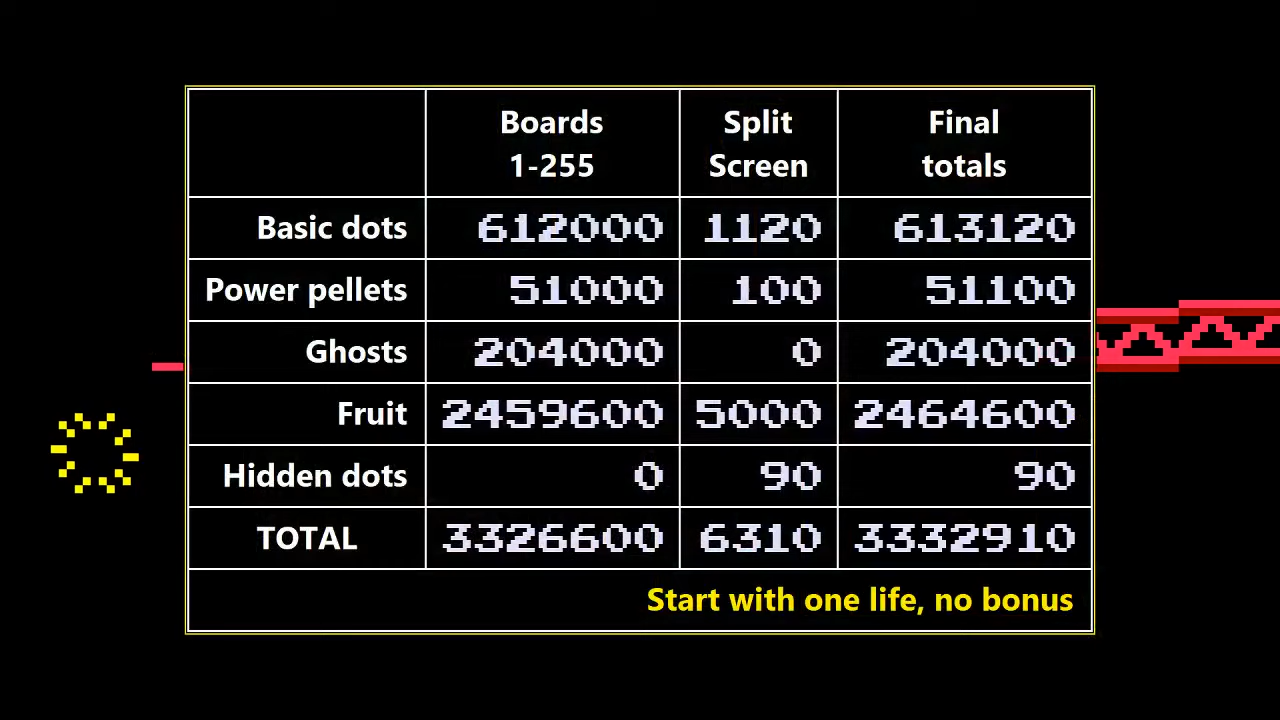 Boards 1-255 Split Screen Final totals
Basic dots 612000 1120 613120
Power pellets 51000 100 51100
Ghosts 204000 0 204000
Fruit 2459600 5000 2464600
Hidden dots 0 90 90
TOTAL 3326600 6310 3332910
Start with one life, no bonus